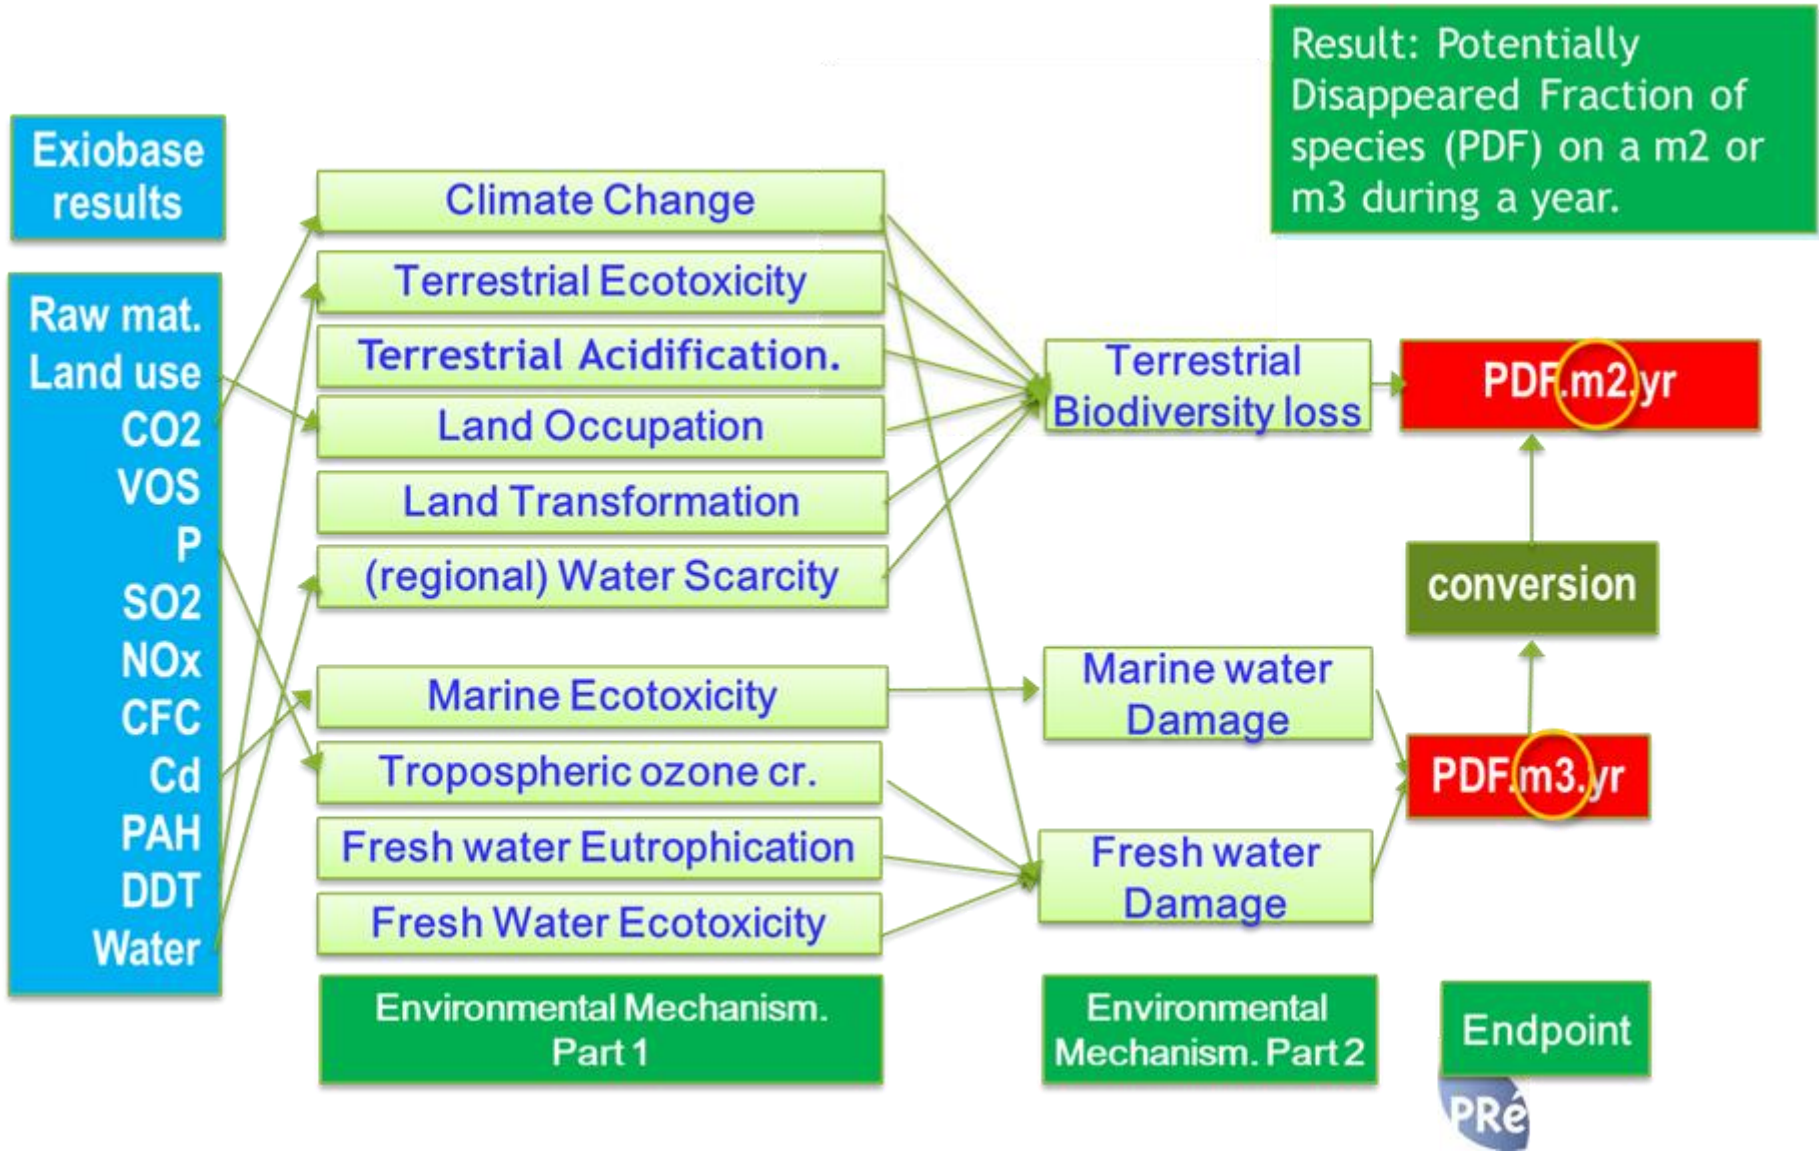 Result: Potentially
Disappeared Fraction of
species (PDF) on a m2 or
m3 during a year.
Exiobase
results
Raw mat.
Land use
CO2
VOS
P
SO2
NOx
CFC
Cd
PAH
DDT
Water
Climate Change
Terrestrial Ecotoxicity
Terrestrial Acidification.
Land Occupation
Land Transformation
(regional) Water Scarcity
Marine Ecotoxicity
Tropospheric ozone cr.
Fresh water Eutrophication
Fresh Water Ecotoxicity
Environmental Mechanism.
Part 1
Terrestrial
Biodiversity loss
Marine water
Damage
Fresh water
Damage
Environmental
Mechanism. Part 2
PDF.m2.yr
conversion
PDF.m3.yr
Endpoint
PRé